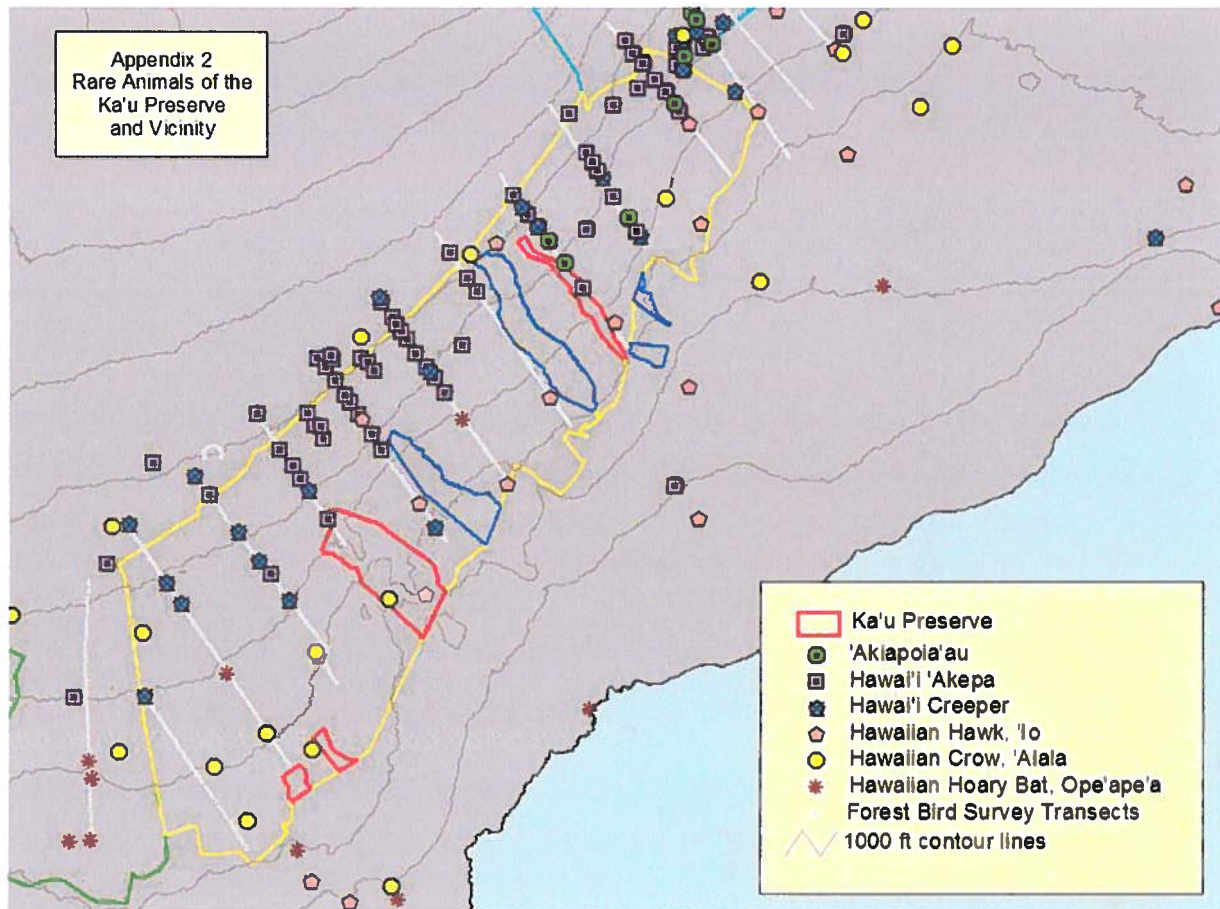 Appendix 2
Rare Animals of the
Ka'u Preserve
and Vicinity
Ka'u Preserve
'Akiapola'au
Hawai'i 'Akepa
Hawai'i Creeper
Hawaiian Hawk, 'Io
Hawaiian Crow, 'Alala
Hawaiian Hoary Bat, Ope'ape'a
Forest Bird Survey Transects
1000 ft contour lines